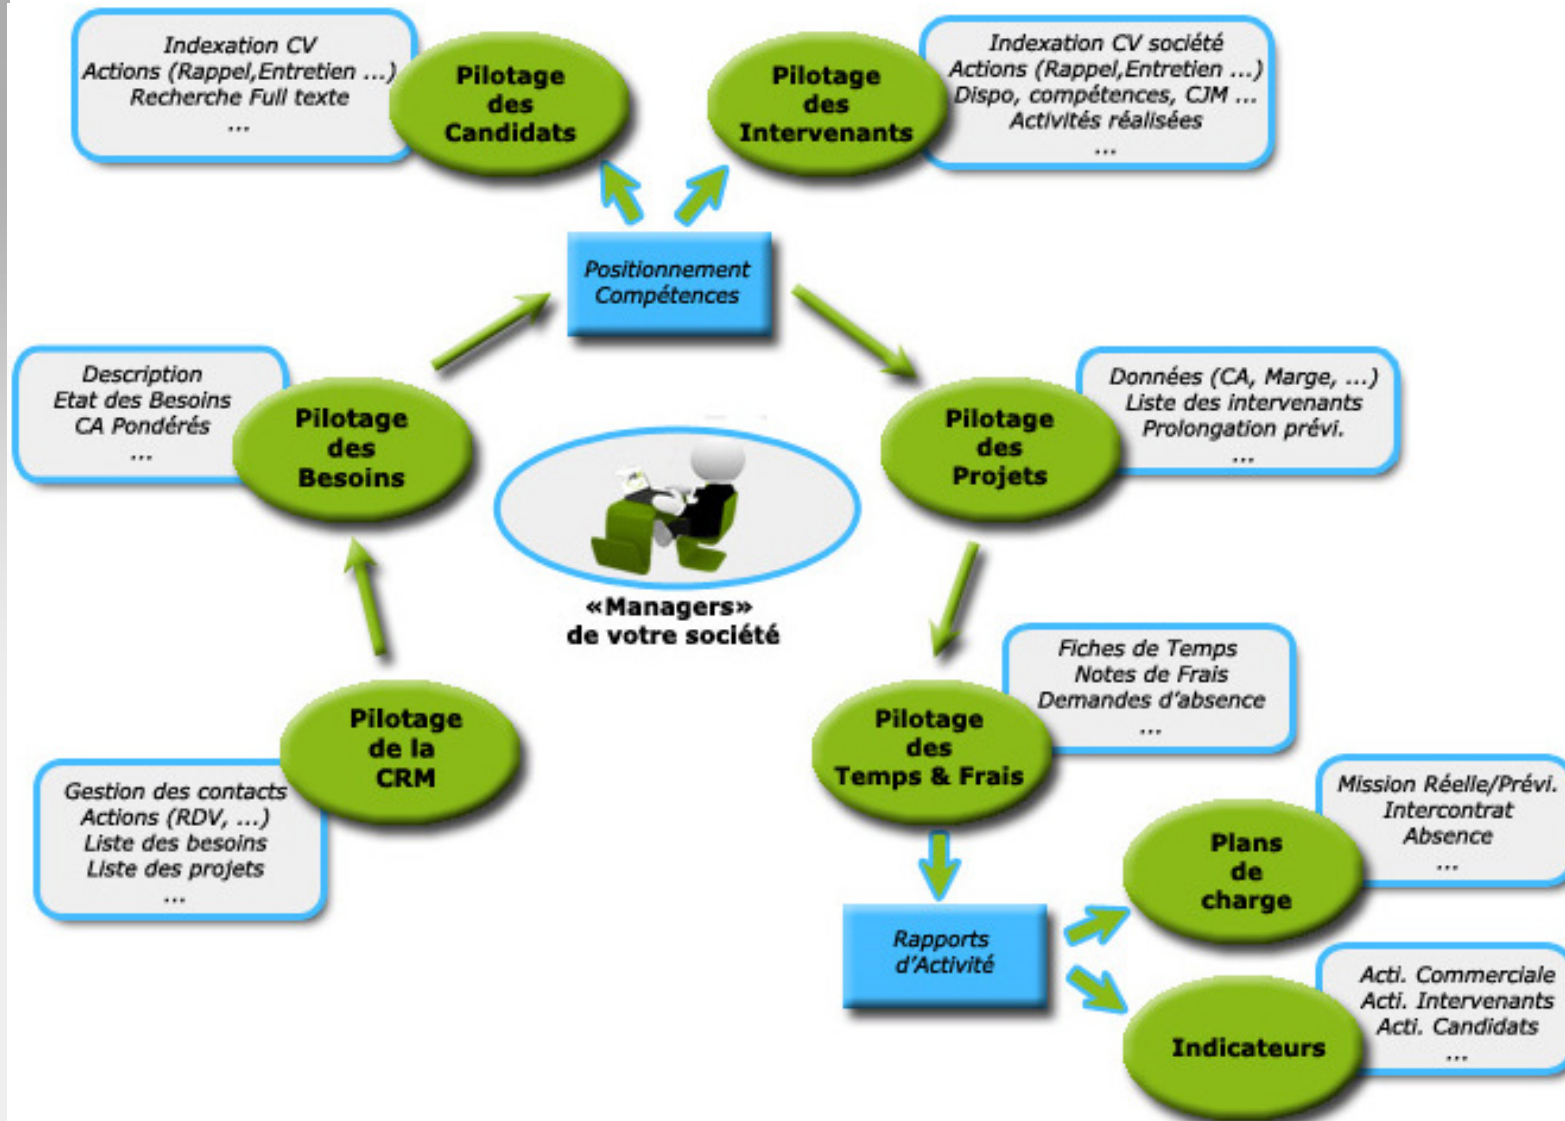 Indexation CV
Actions (Rappel,Entretien ...)
Recherche Full texte
...
Pilotage
des
Candidats
Pilotage
des
Intervenants
Indexation CV société
Actions (Rappel,Entretien ...)
Dispo, compétences, CJM ...
Activités réalisées
...
Positionnement
Compétences
Description
Etat des Besoins
CA Pondérés
...
Pilotage
des
Besoins
Pilotage
des
Projets
Données (CA, Marge, ...)
Liste des intervenants
Prolongation prévi.
...
«Managers»
de votre société
Pilotage
de la
CRM
Gestion des contacts
Actions (RDV, ...)
Liste des besoins
Liste des projets
...
Pilotage
des
Temps & Frais
Fiches de Temps
Notes de Frais
Demandes d'absence
...
Rapports
d'Activité
Plans
de
charge
Mission Réelle/Prévi.
Intercontrat
Absence
...
Indicateurs
Acti. Commerciale
Acti. Intervenants
Acti. Candidats
...